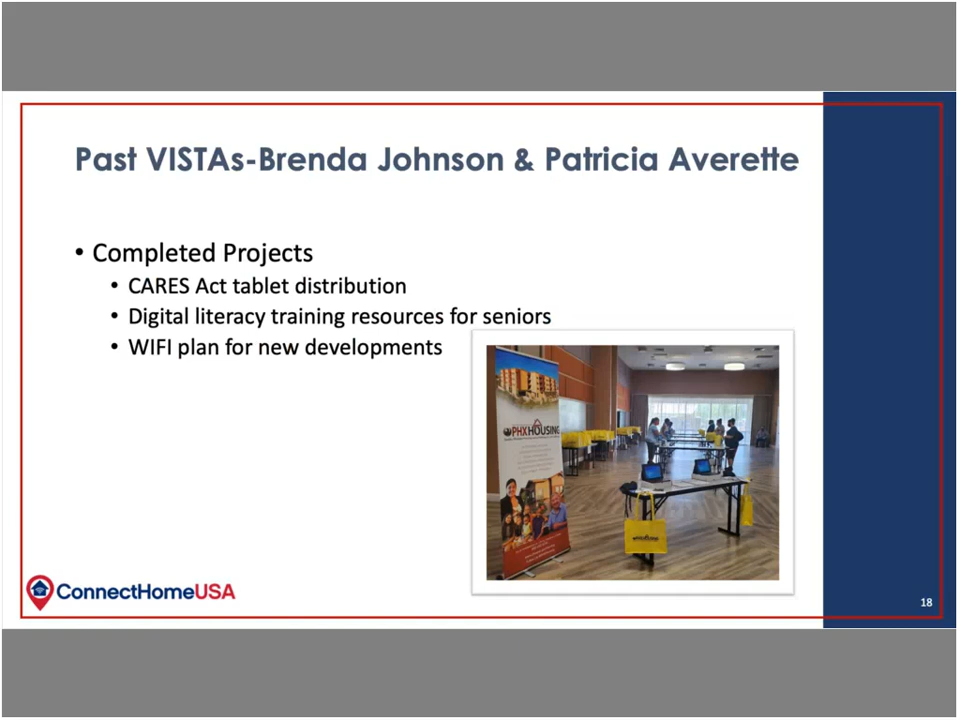 Past VISTAs-Brenda Johnson & Patricia Averette
• Completed Projects
• CARES Act tablet distribution
• Digital literacy training resources for seniors
• WIFI plan for new developments
PHXHOUSING
ConnectHomeUSA
18